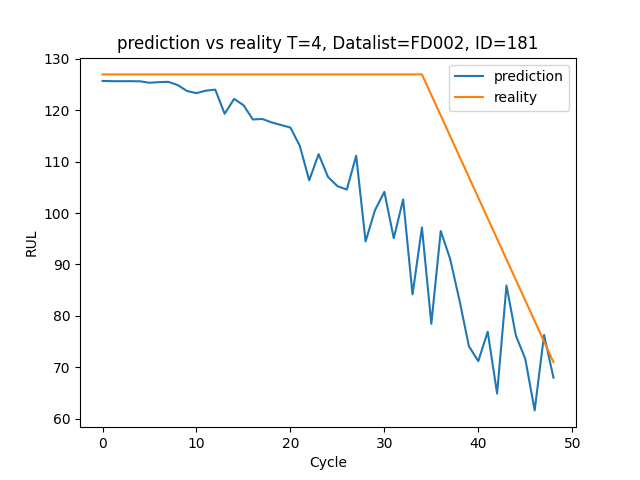 prediction vs reality T=4, Datalist=FD002, ID=181
prediction
reality
130
120
110
100
90
80
70
60
RUL
0 10 20 30 40 50
Cycle